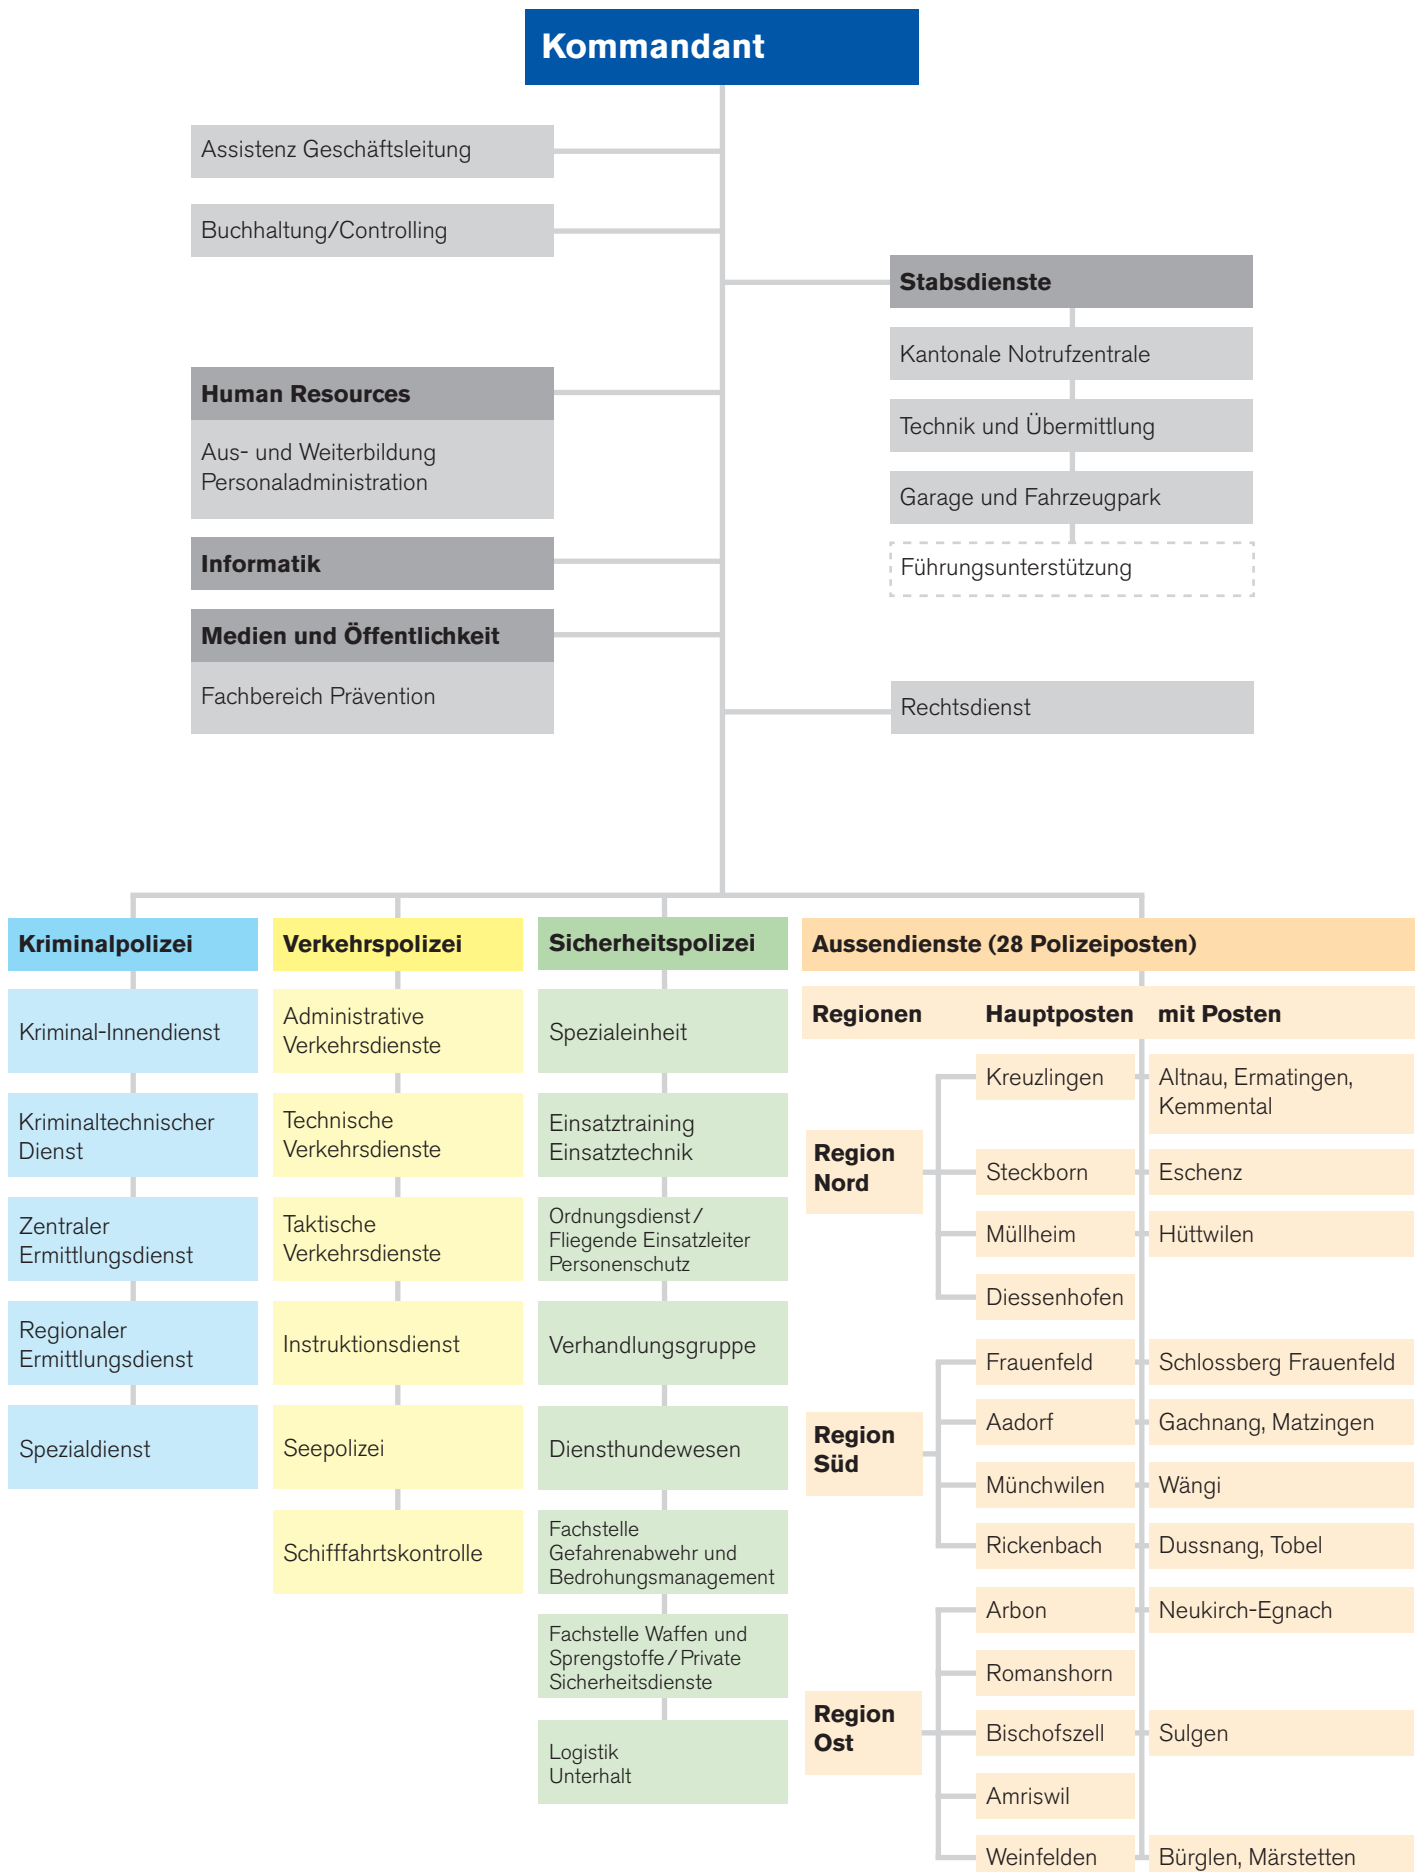 Kommandant
Assistenz Geschäftsleitung
Buchhaltung/Controlling
Stabsdienste
Kantonale Notrufzentrale
Technik und Übermittlung
Garage und Fahrzeugpark
Führungsunterstützung
Human Resources
Aus- und Weiterbildung
Personaladministration
Informatik
Medien und Öffentlichkeit
Fachbereich Prävention
Rechtsdienst
Kriminalpolizei
Kriminal-Innendienst
Kriminaltechnischer
Dienst
Zentraler
Ermittlungsdienst
Regionaler
Ermittlungsdienst
Spezialdienst
Verkehrspolizei
Administrative
Verkehrsdienste
Technische
Verkehrsdienste
Taktische
Verkehrsdienste
Instruktionsdienst
Seepolizei
Schifffahrtskontrolle
Sicherheitspolizei
Spezialeinheit
Einsatztraining
Einsatztechnik
Ordnungsdienst/
Fliegende Einsatzleiter
Personenschutz
Verhandlungsgruppe
Diensthundewesen
Fachstelle
Gefahrenabwehr und
Bedrohungsmanagement
Fachstelle Waffen und
Sprengstoffe/Private
Sicherheitsdienste
Logistik
Unterhalt
Aussendienste (28 Polizeiposten)
Regionen Hauptposten mit Posten
Region
Nord
Kreuzlingen Altnau, Ermatingen,
Kemmental
Steckborn Eschenz
Müllheim Hüttwilen
Diessenhofen
Region
Süd
Frauenfeld Schlossberg Frauenfeld
Aadorf Gachnang, Matzingen
Münchwilen Wängi
Rickenbach Dussnang, Tobel
Region
Ost
Arbon Neukirch-Egnach
Romanshorn
Bischofszell Sulgen
Amriswil
Weinfelden Bürglen, Märstetten